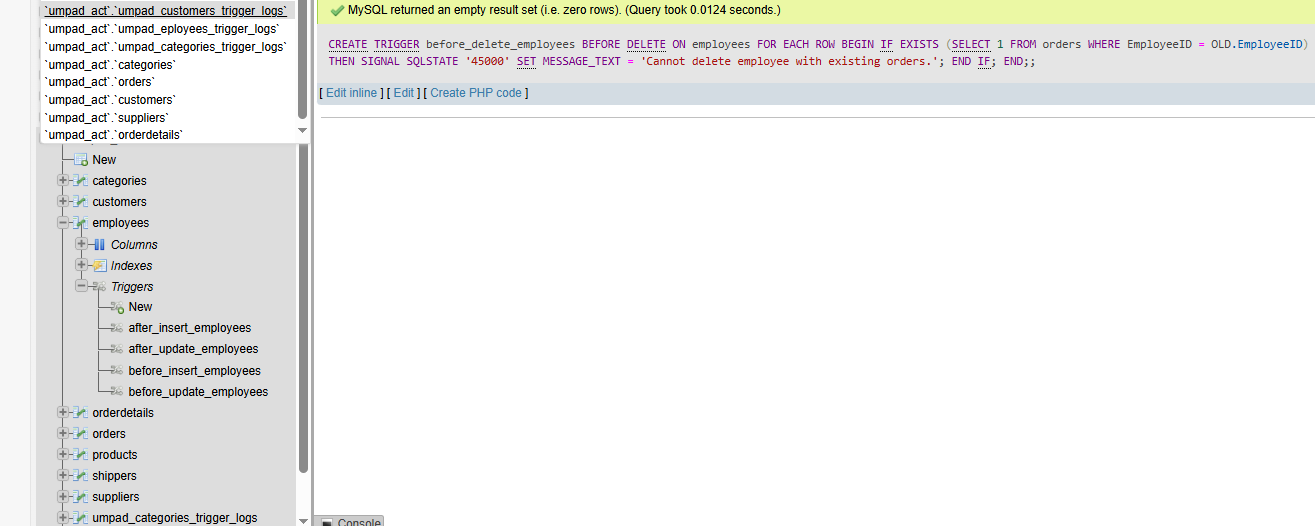 `umpad_act`.`umpad_customers_trigger_logs`
`umpad_act`.`umpad_eployees_trigger_logs`
`umpad_act`.`umpad_categories_trigger_logs`
`umpad_act`.`categories`
`umpad_act`.`orders`
`umpad_act`.`customers`
`umpad_act`.`suppliers`
`umpad_act`.`orderdetails`
New
categories
customers
employees
Columns
Indexes
Triggers
New
after_insert_employees
after_update_employees
before_insert_employees
before_update_employees
orderdetails
orders
products
shippers
suppliers
umpad_categories_trigger_logs
MySQL returned an empty result set (i.e. zero rows). (Query took 0.0124 seconds.)
CREATE TRIGGER before_delete_employees BEFORE DELETE ON employees FOR EACH ROW BEGIN IF EXISTS (SELECT 1 FROM orders WHERE EmployeeID = OLD.EmployeeID)
THEN SIGNAL SQLSTATE '45000' SET MESSAGE_TEXT = 'Cannot delete employee with existing orders.'; END IF; END;;
[ Edit inline ] [ Edit ] [ Create PHP code ]
Console